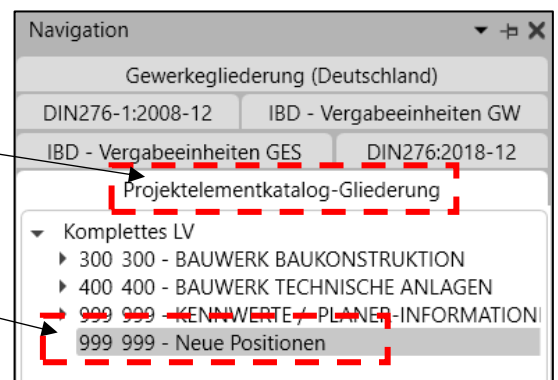 Navigation
Gewerkegliederung (Deutschland)
DIN276-1:2008-12 IBD - Vergabeeinheiten GW
IBD - Vergabeeinheiten GES DIN276:2018-12
Projektelementkatalog-Gliederung
Komplettes LV
300 300 - BAUWERK BAUKONSTRUKTION
400 400 - BAUWERK TECHNISCHE ANLAGEN
999 999 - KENNWERTE / PLANER-INFORMATION
999 999 - Neue Positionen